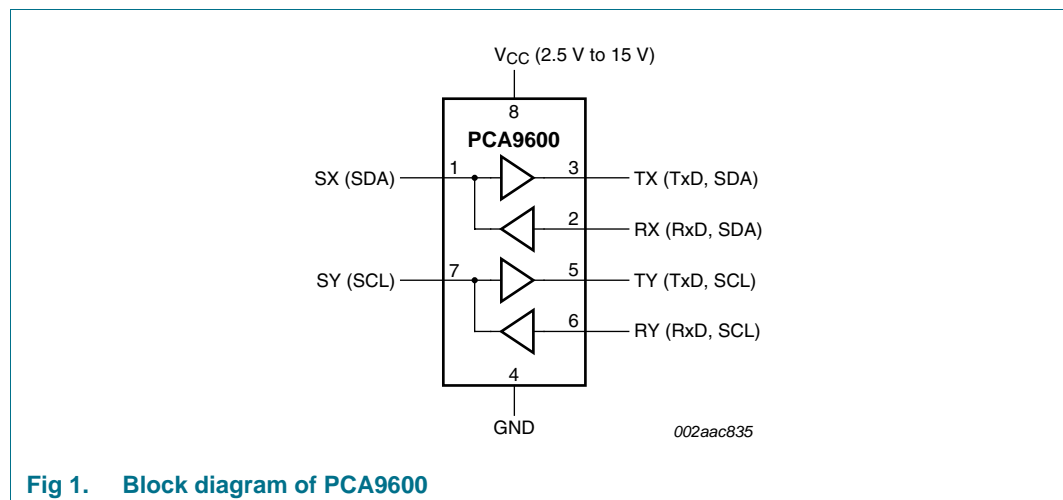 VCC (2.5 V to 15 V)
8
PCA9600
SX (SDA) 1 3 TX (TxD, SDA)
2 RX (RxD, SDA)
SY (SCL) 7 5 TY (TxD, SCL)
6 RY (RxD, SCL)
4
GND
002aac835
Fig 1. Block diagram of PCA9600